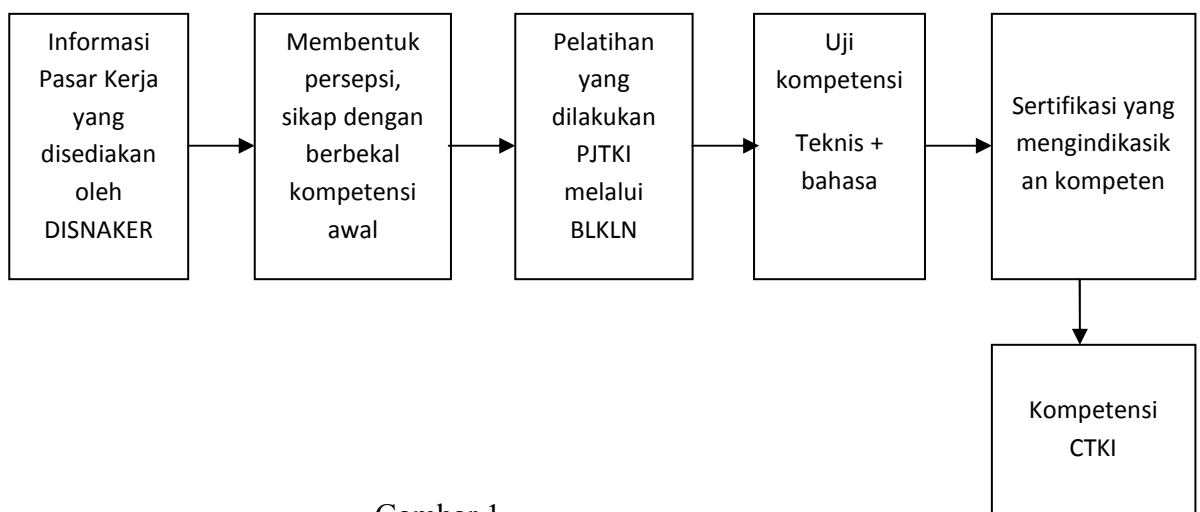 Informasi
Pasar Kerja
yang
disediakan
oleh
DISNAKER
Membentuk
persepsi,
sikap dengan
berbekal
kompetensi
awal
Pelatihan
yang
dilakukan
PJTKI
melalui
BLKLN
Uji
kompetensi
Teknis +
bahasa
Sertifikasi yang
mengindikasik
an kompeten
Kompetensi
CTKI
Gambar 1